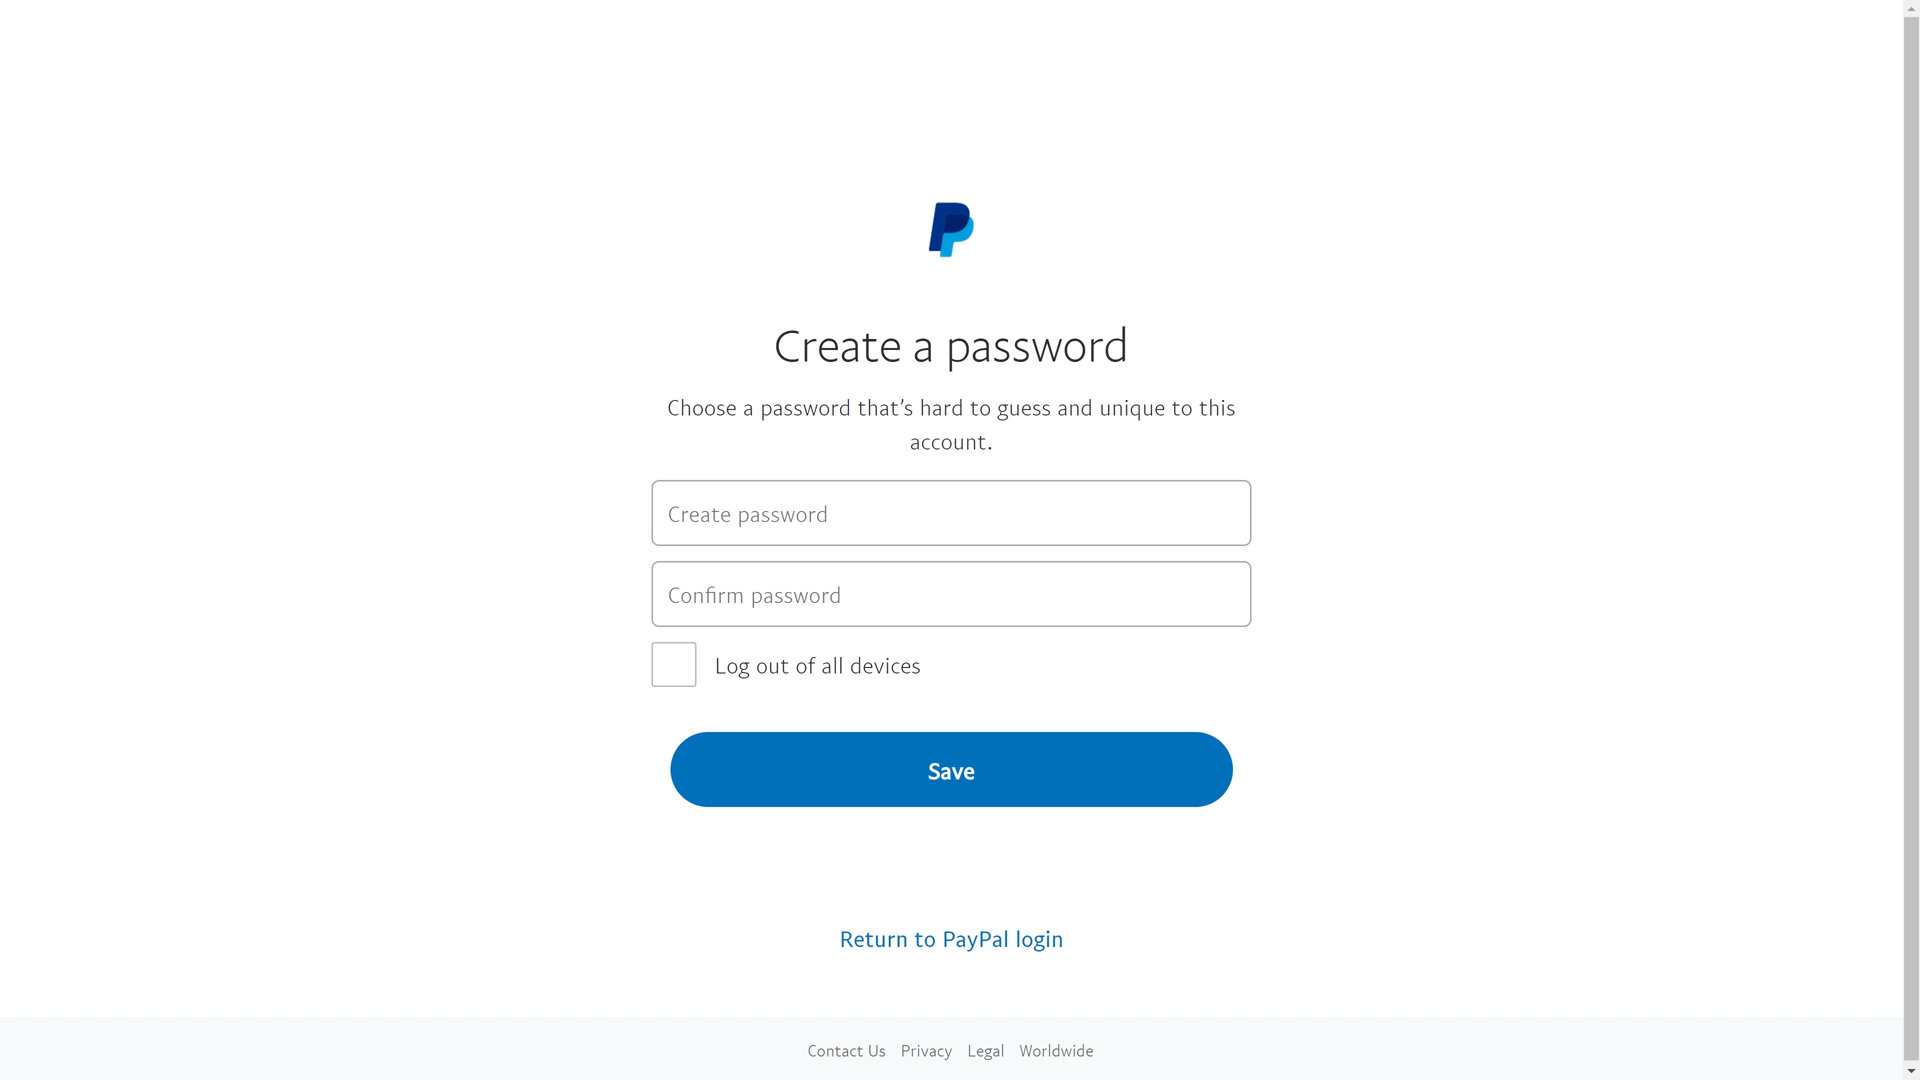 Create a password
Choose a password that’s hard to guess and unique to this
account.
Create password
Confirm password
Log out of all devices
Save
Return to PayPal login
Contact Us Privacy Legal Worldwide